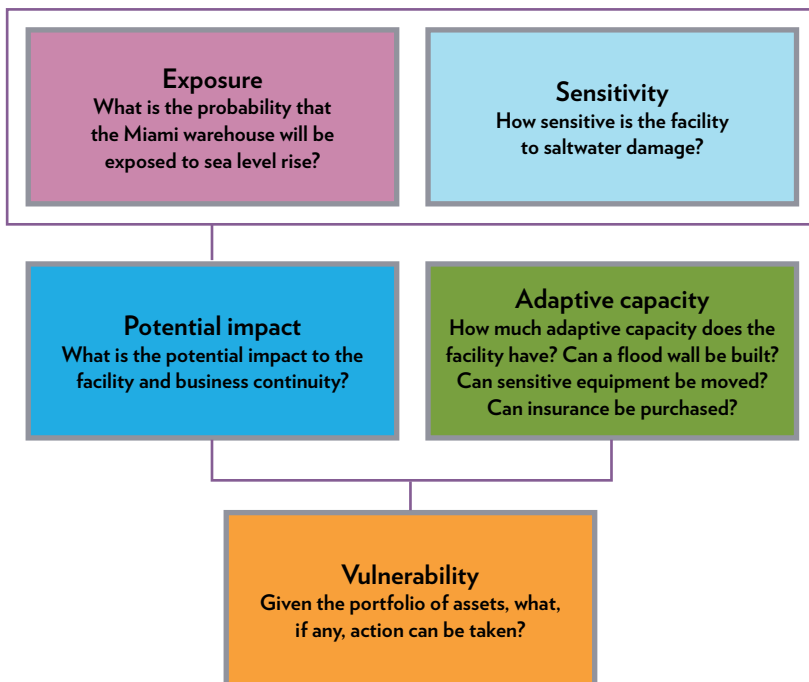 Exposure
What is the probability that
the Miami warehouse will be
exposed to sea level rise?
Sensitivity
How sensitive is the facility
to saltwater damage?
Potential impact
What is the potential impact to the
facility and business continuity?
Adaptive capacity
How much adaptive capacity does the
facility have? Can a flood wall be built?
Can sensitive equipment be moved?
Can insurance be purchased?
Vulnerability
Given the portfolio of assets, what,
if any, action can be taken?